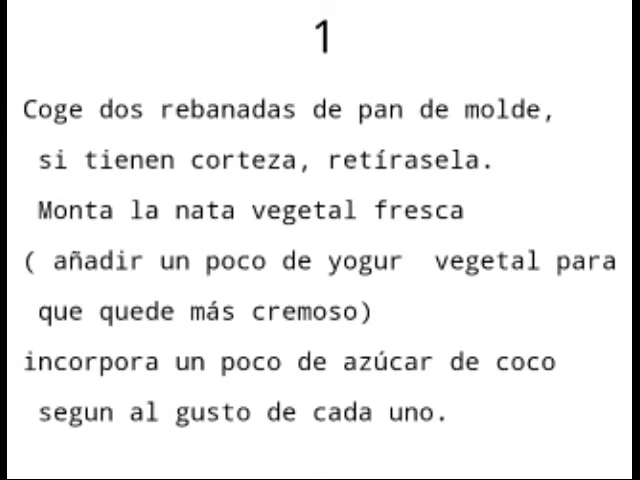 1
Coge dos rebanadas de pan de molde,
si tienen corteza, retírasela.
Monta la nata vegetal fresca
( añadir un poco de yogur  vegetal para
que quede más cremoso)
incorpora un poco de azúcar de coco
segun al gusto de cada uno.